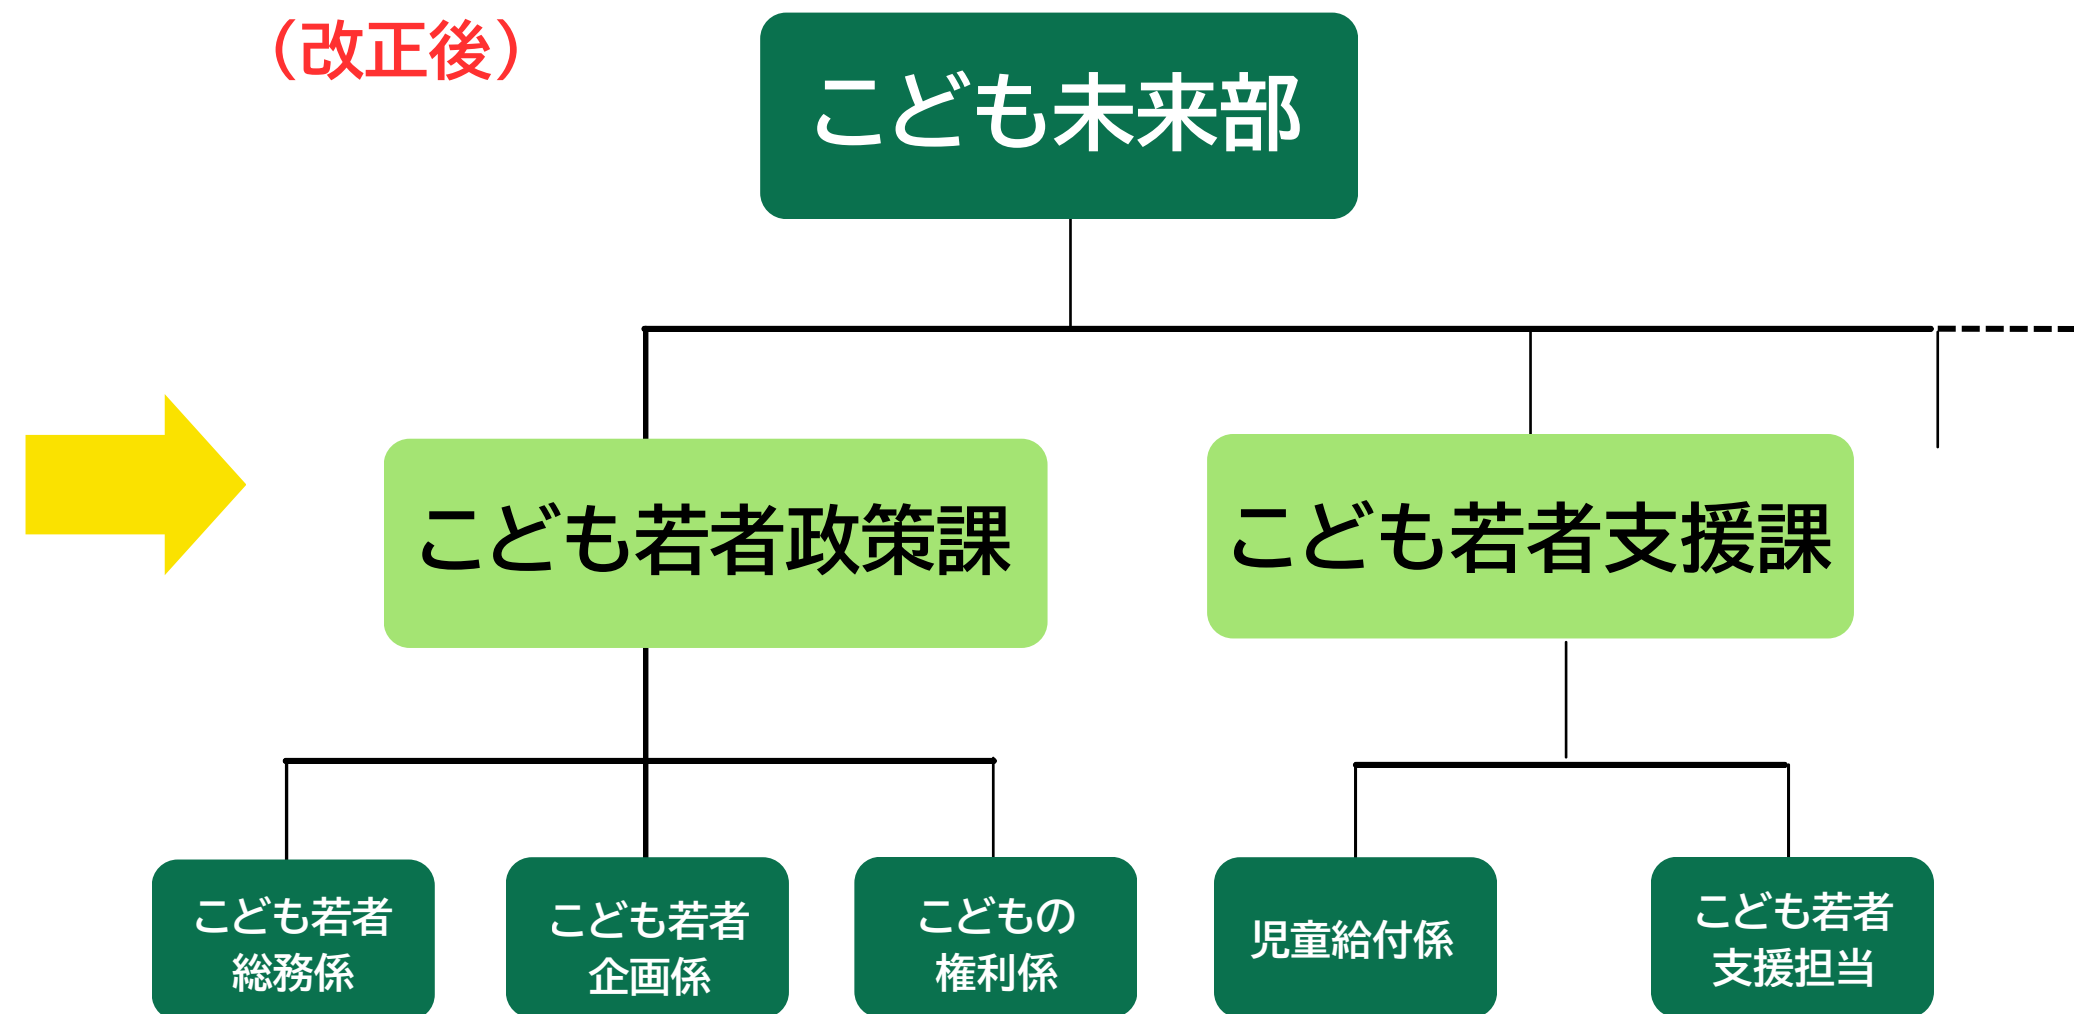 （改正後）
こども未来部
こども若者政策課
こども若者支援課
こども若者
総務係
こども若者
企画係
こどもの
権利係
児童給付係
こども若者
支援担当